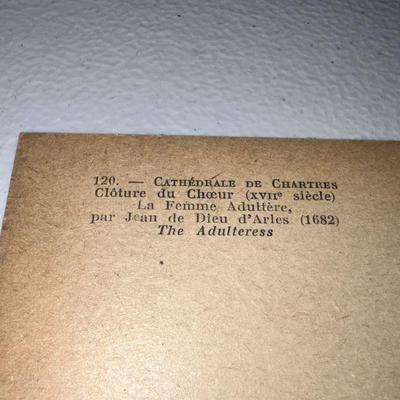 120. — CATHÉDRALE DE CHARTRES
Clôture du Chœur (XVIIᵉ siècle)
La Femme Adultère,
par Jean de Dieu d'Arles (1682)
The Adulteress